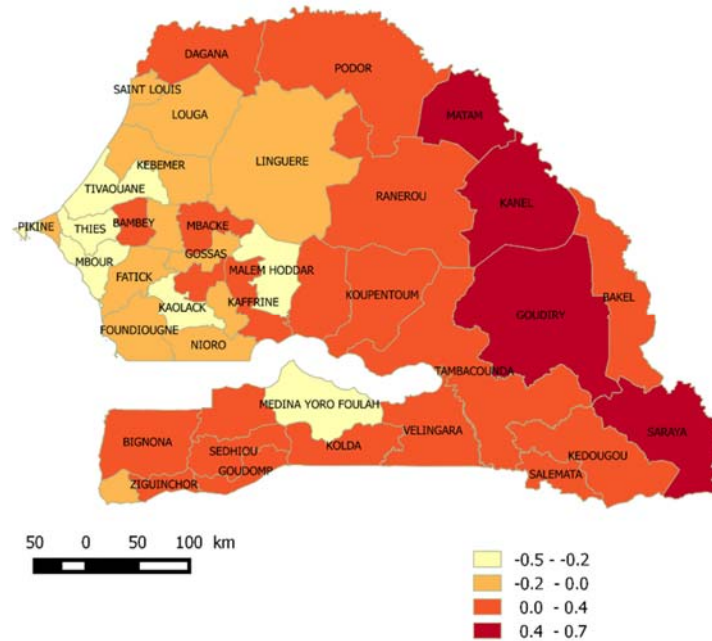 DAGANA
PODOR
SAINT LOUIS
LOUGA
MATAM
KEBEMER
LINGUERE
TIVAOUANE
RANEROU
KANEL
PIKINE
THIES
BAMBEY
MBACKE
MBOUR
GOSSAS
FATICK
MALEM HODDAR
KAOLACK
KAFFRINE
KOUPENTOUM
GOUDIRY
BAKEL
FOUNDIOUGNE
NIORO
TAMBACOUNDA
MEDINA YORO FOULAH
SARAYA
BIGNONA
SEDHIOU
KOLDA
VELINGARA
KEDOUGOU
GOUDOMP
SALEMATA
ZIGUINCHOR
50 0 50 100 km
-0.5 - -0.2
-0.2 - 0.0
0.0 - 0.4
0.4 - 0.7